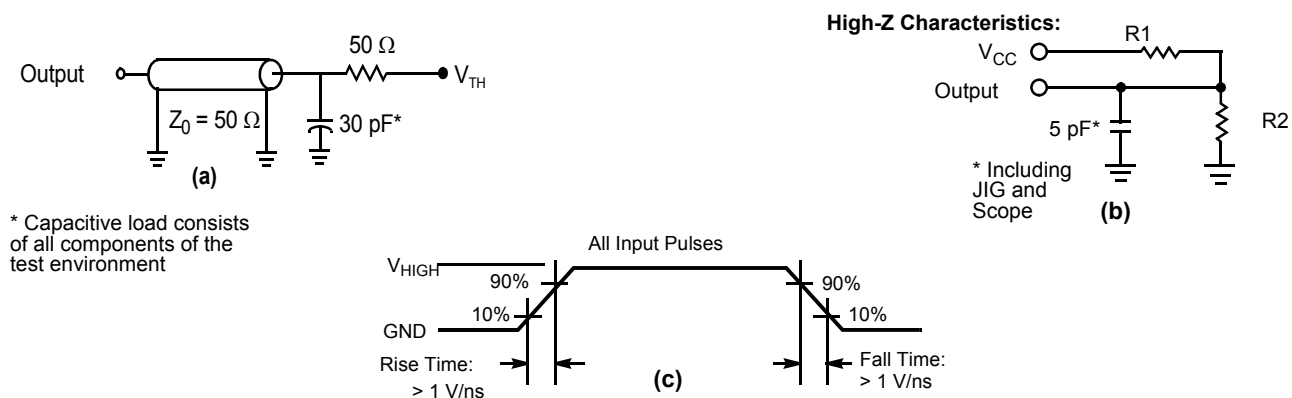 50 Ω
Output
V_TH
Z_0 = 50 Ω
30 pF*
(a)
* Capacitive load consists
of all components of the
test environment
High-Z Characteristics:
R1
V_CC
Output
5 pF*
R2
* Including
JIG and
Scope
(b)
All Input Pulses
V_HIGH
90%
90%
10%
10%
GND
Rise Time:
> 1 V/ns
(c)
Fall Time:
> 1 V/ns